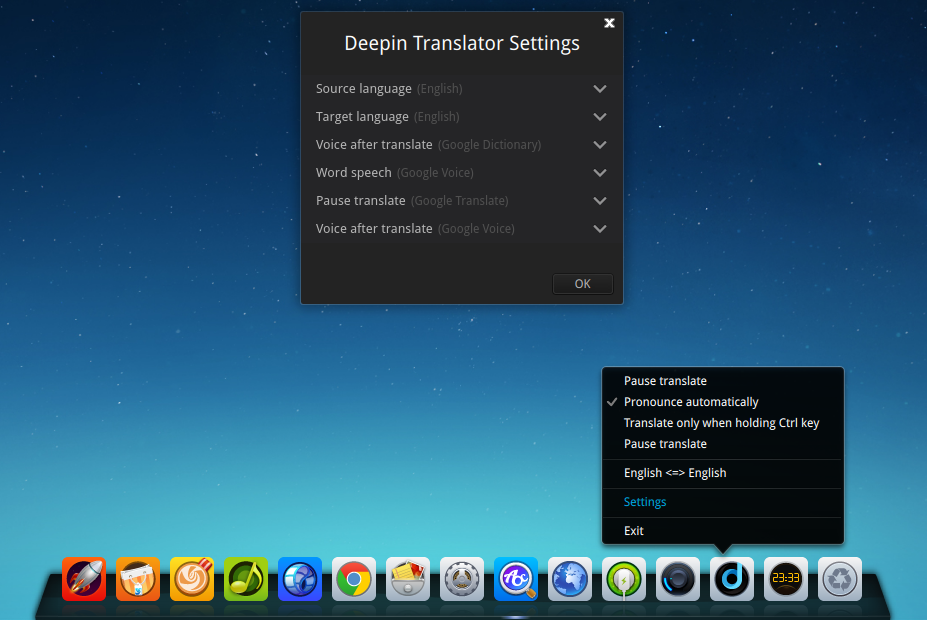 Deepin Translator Settings
Source language (English)
Target language (English)
Voice after translate (Google Dictionary)
Word speech (Google Voice)
Pause translate (Google Translate)
Voice after translate (Google Voice)
OK
Pause translate
Pronounce automatically
Translate only when holding Ctrl key
Pause translate
English <=> English
Settings
Exit
23:33